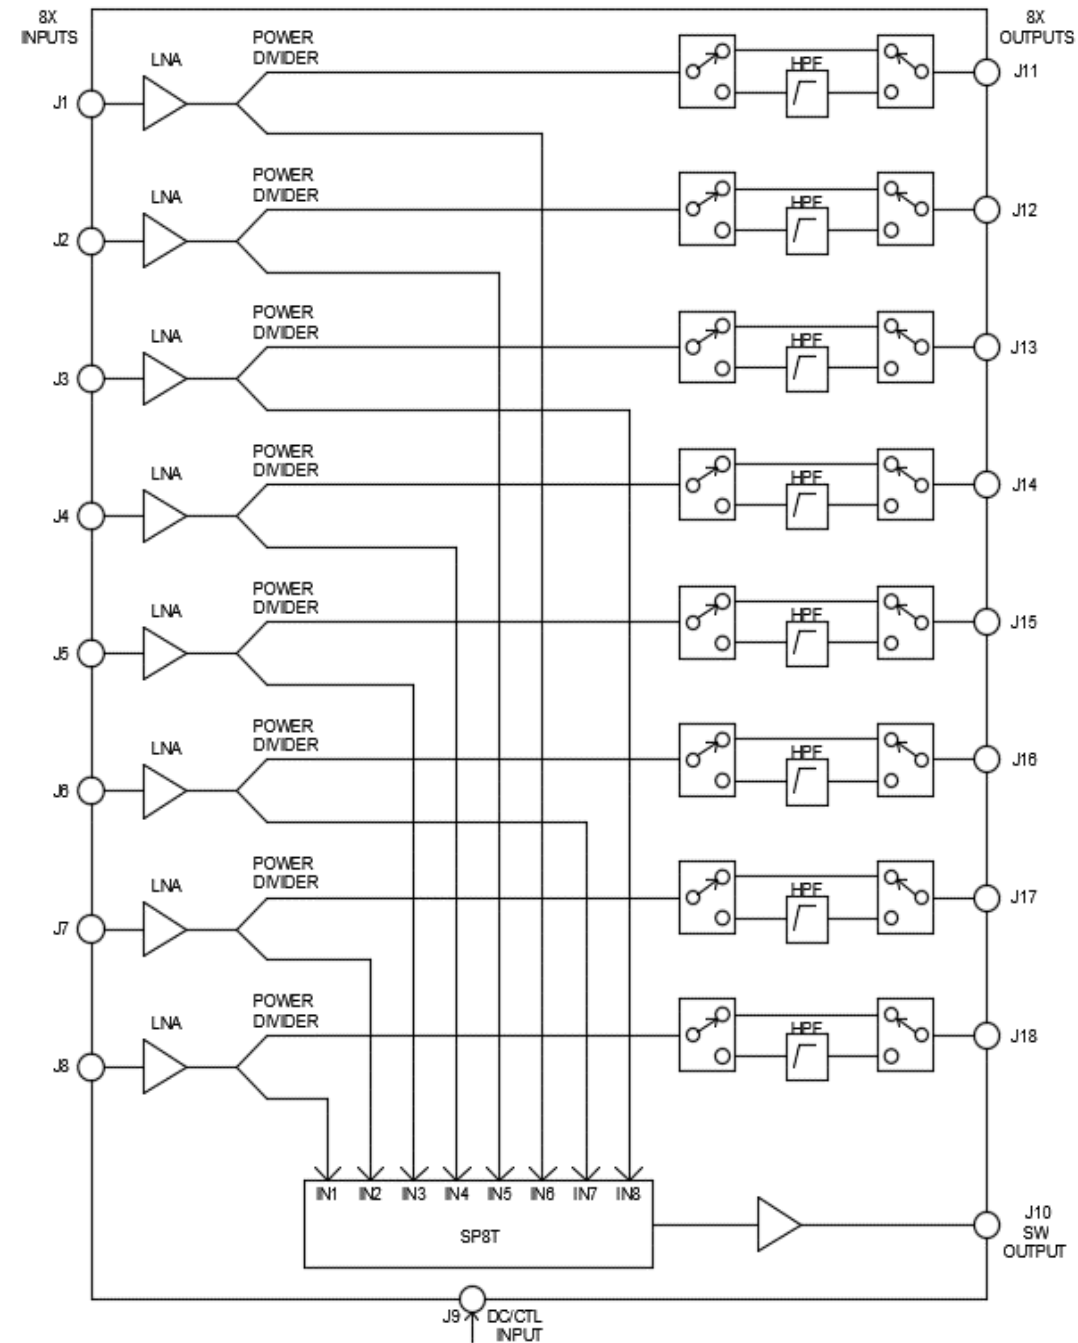 8X
INPUTS
8X
OUTPUTS
LNA
POWER
DIVIDER
HPF
J1
J11
LNA
POWER
DIVIDER
HPF
J2
J12
LNA
POWER
DIVIDER
HPF
J3
J13
LNA
POWER
DIVIDER
HPF
J4
J14
LNA
POWER
DIVIDER
HPF
J5
J15
LNA
POWER
DIVIDER
HPF
J6
J16
LNA
POWER
DIVIDER
HPF
J7
J17
LNA
POWER
DIVIDER
HPF
J8
J18
IN1 IN2 IN3 IN4 IN5 IN6 IN7 IN8
SP8T
J10
SW
OUTPUT
J9 DC/CTL
INPUT